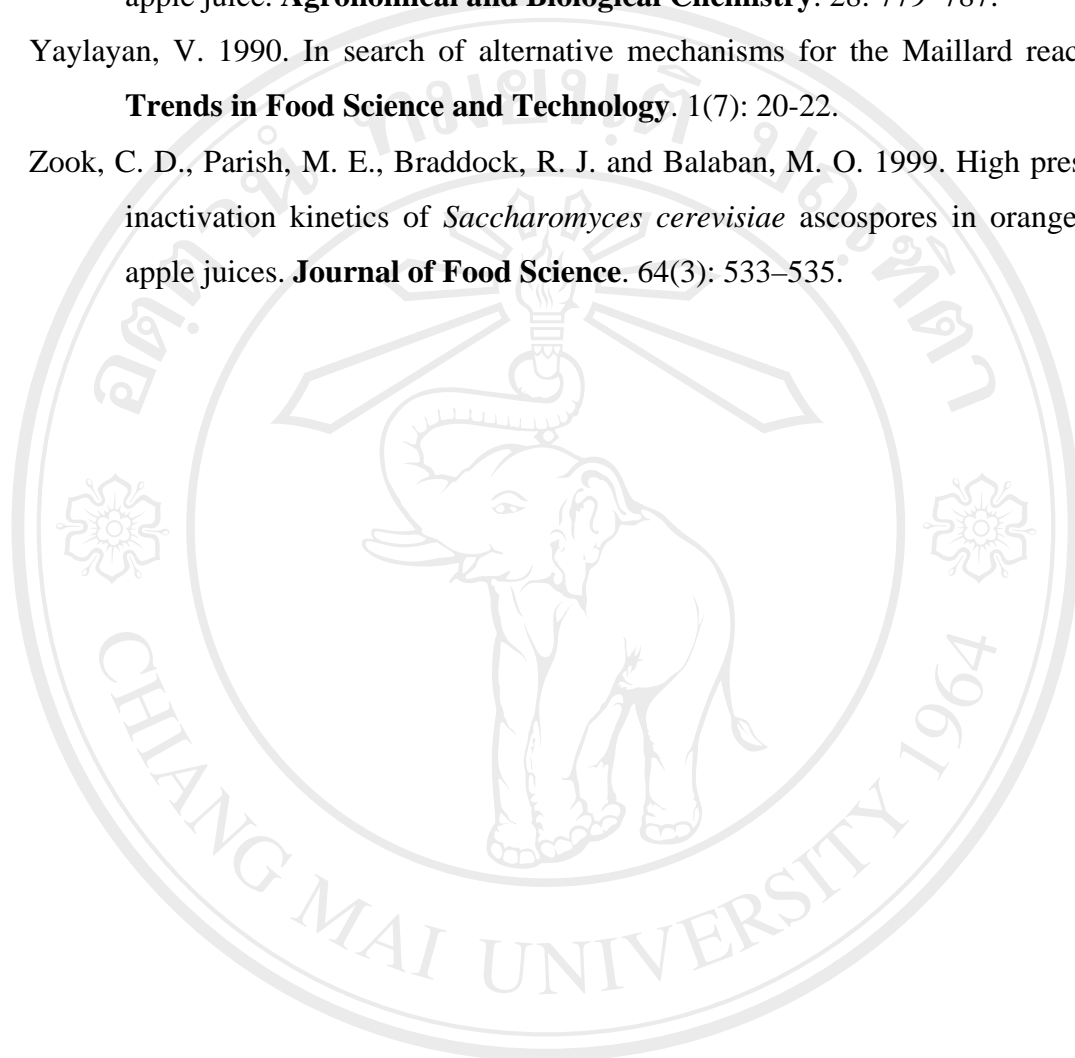 apple juice. Agronomical and Biological Chemistry. 28: 779–787.
Yaylayan, V. 1990. In search of alternative mechanisms for the Maillard reac
Trends in Food Science and Technology. 1(7): 20-22.
Zook, C. D., Parish, M. E., Braddock, R. J. and Balaban, M. O. 1999. High pres
inactivation kinetics of Saccharomyces cerevisiae ascospores in orange
apple juices. Journal of Food Science. 64(3): 533–535.
CHIANG MAI UNIVERSITY 1964